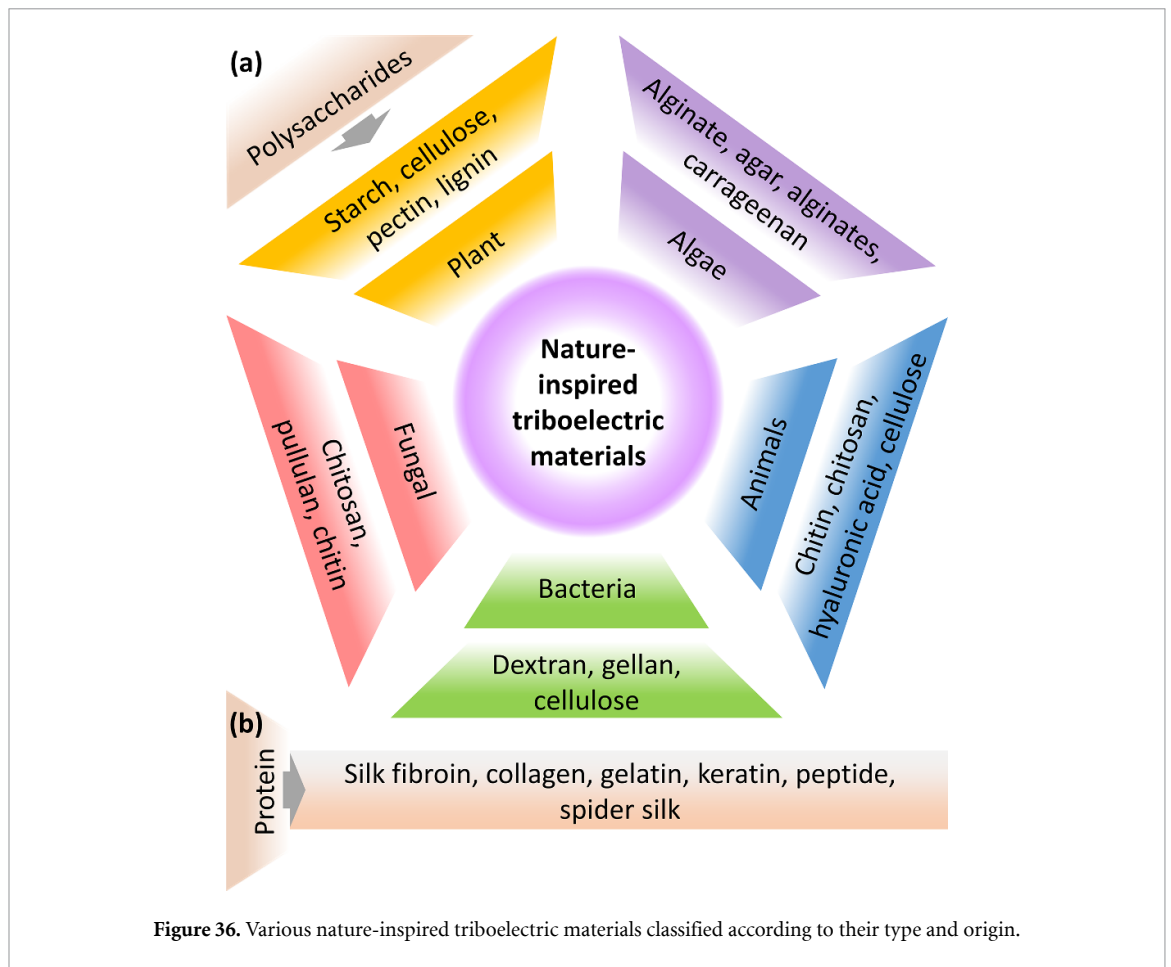 (a)
Polysaccharides
Starch, cellulose,
pectin, lignin
Plant
Alginate, agar, alginates,
carrageenan
Algae
Nature-
inspired
triboelectric
materials
Fungal
Chitosan,
pullulan, chitin
Animals
Chitin, chitosan,
hyaluronic acid, cellulose
Bacteria
Dextran, gellan,
cellulose
(b)
Protein
Silk fibroin, collagen, gelatin, keratin, peptide,
spider silk
Figure 36. Various nature-inspired triboelectric materials classified according to their type and origin.